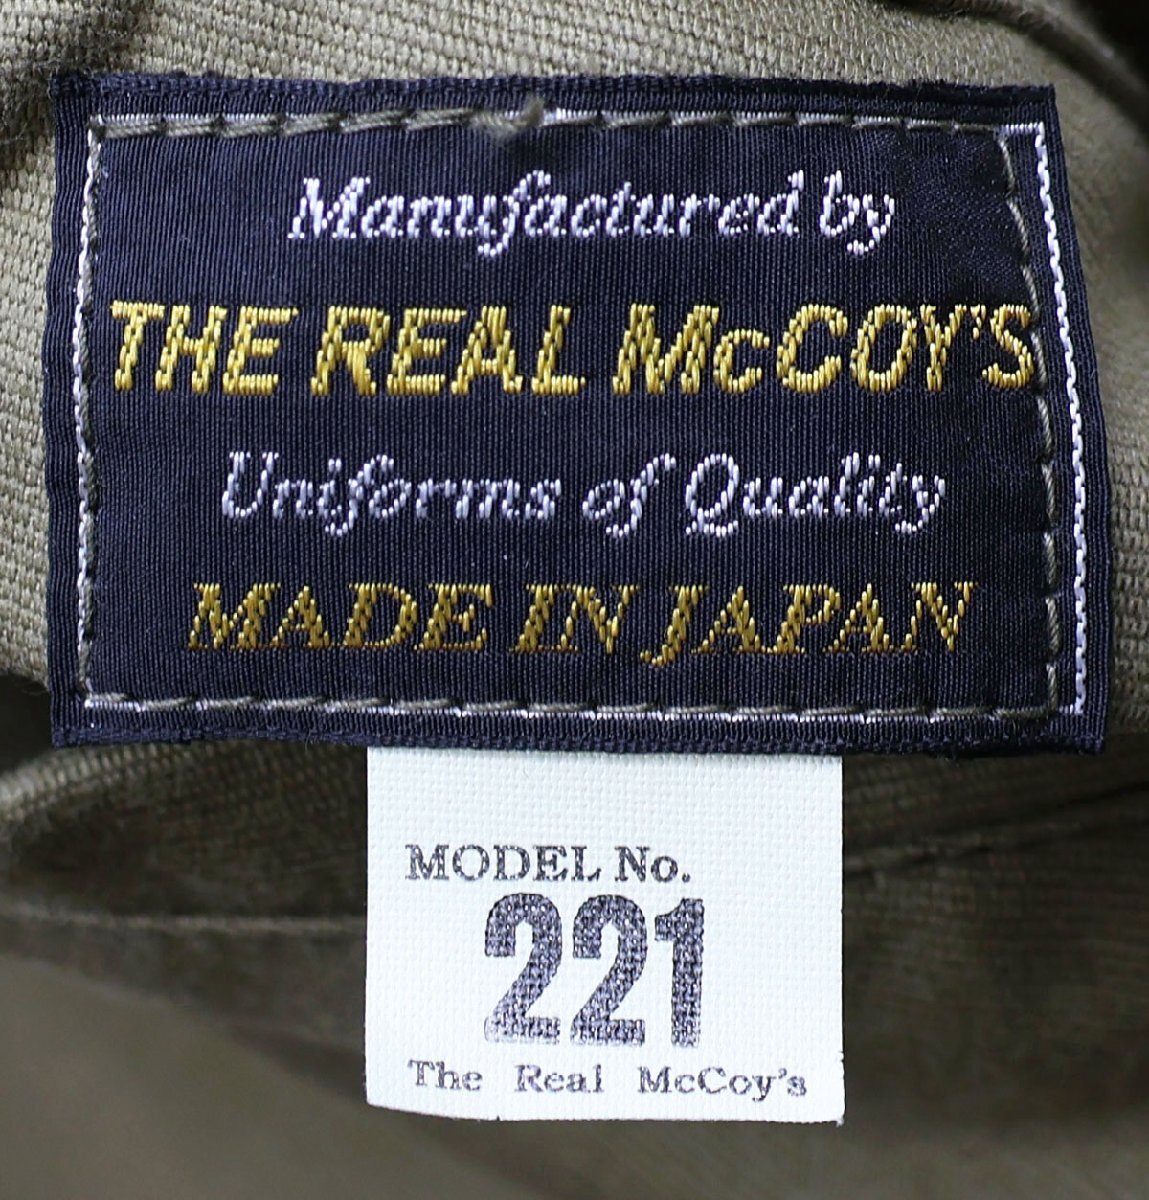 Manufactured by
THE REAL McCOY'S
Uniforms of Quality
MADE IN JAPAN
MODEL No.
221
The Real McCoy's